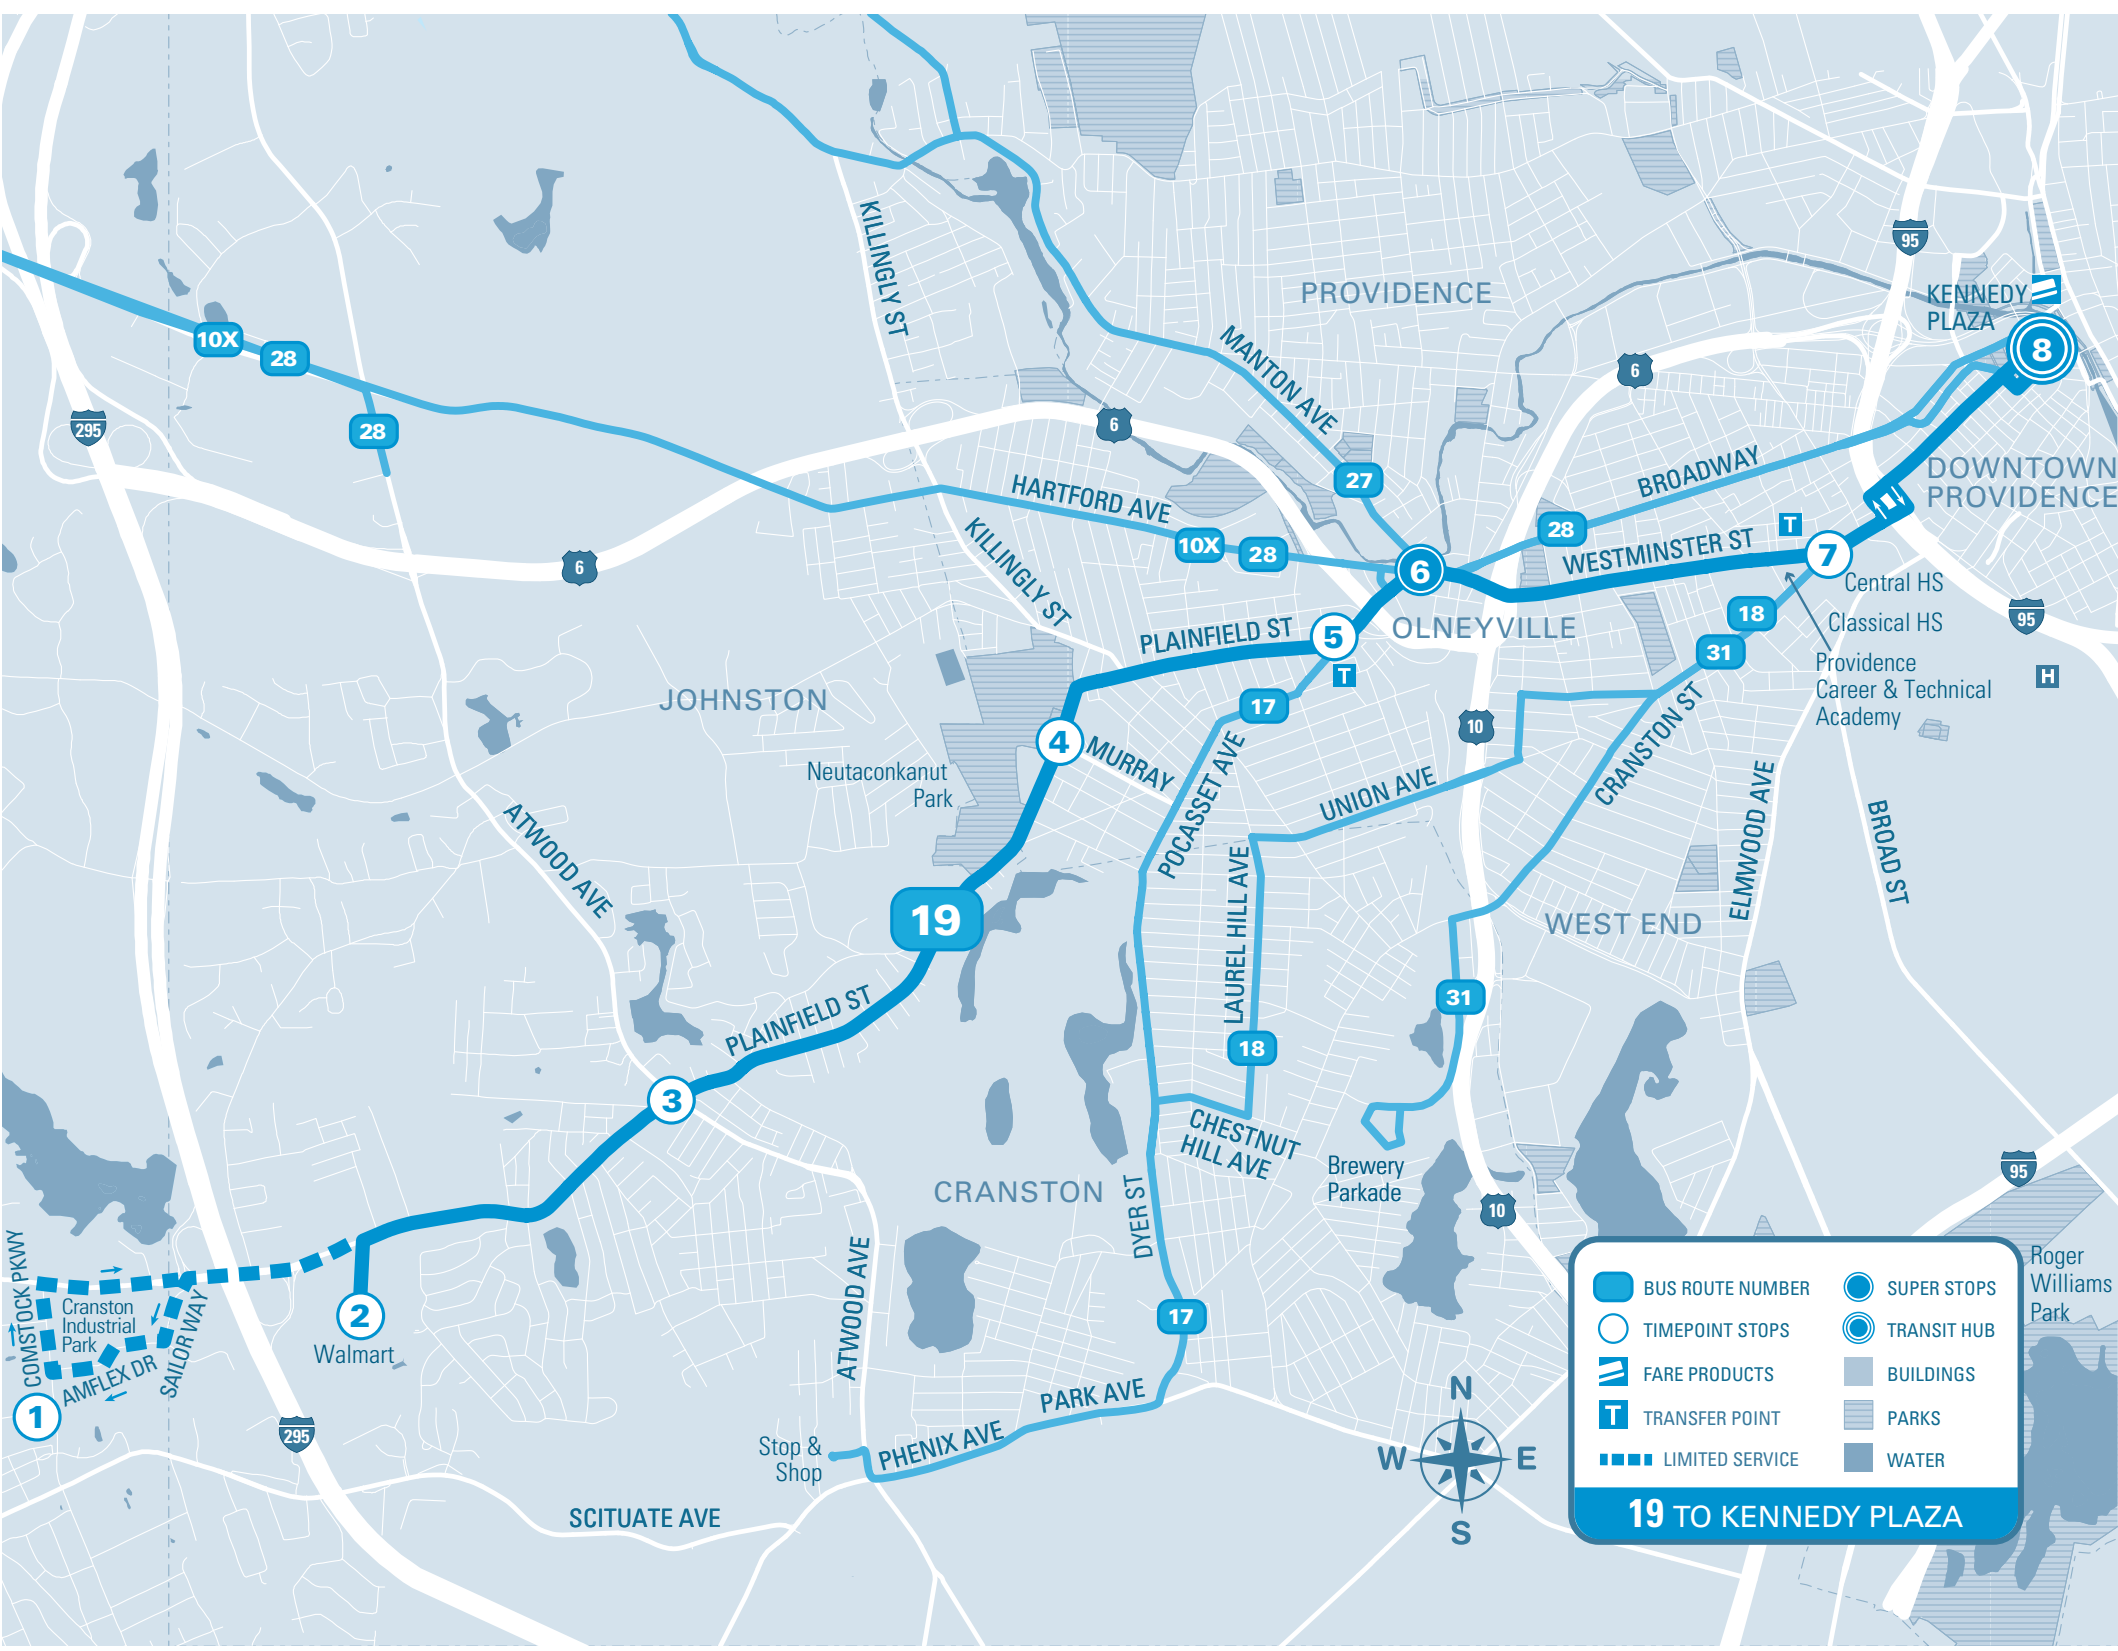 95
KENNEDY
PLAZA
8
KILLINGLY ST
PROVIDENCE
10X
28
MANTON AVE
6
6
28
295
27
BROADWAY
DOWNTOWN
PROVIDENCE
HARTFORD AVE
10X
28
28
T
WESTMINSTER ST
7
6
6
KILLINGLY ST
Central HS
Classical HS
95
18
31
PLAINFIELD ST
5
OLNEYVILLE
T
Providence
Career & Technical
Academy
H
JOHNSTON
17
10
CRANSTON ST
4
MURRAY
Neutaconkanut
Park
POCASSET AVE
UNION AVE
ELMWOOD AVE
BROAD ST
ATWOOD AVE
LAUREL HILL AVE
19
WEST END
31
PLAINFIELD ST
18
3
CHESTNUT
HILL AVE
Brewery
Parkade
95
CRANSTON
DYER ST
10
COMSTOCK PKWY
Cranston
Industrial
Park
SAILOR WAY
AMFLEX DR
1
2
Walmart
ATWOOD AVE
17
Roger
Williams
Park
295
PARK AVE
PHENIX AVE
Stop &
Shop
SCITUATE AVE
N
W
E
S
BUS ROUTE NUMBER
SUPER STOPS
TIMEPOINT STOPS
TRANSIT HUB
FARE PRODUCTS
BUILDINGS
T
TRANSFER POINT
PARKS
LIMITED SERVICE
WATER
19 TO KENNEDY PLAZA